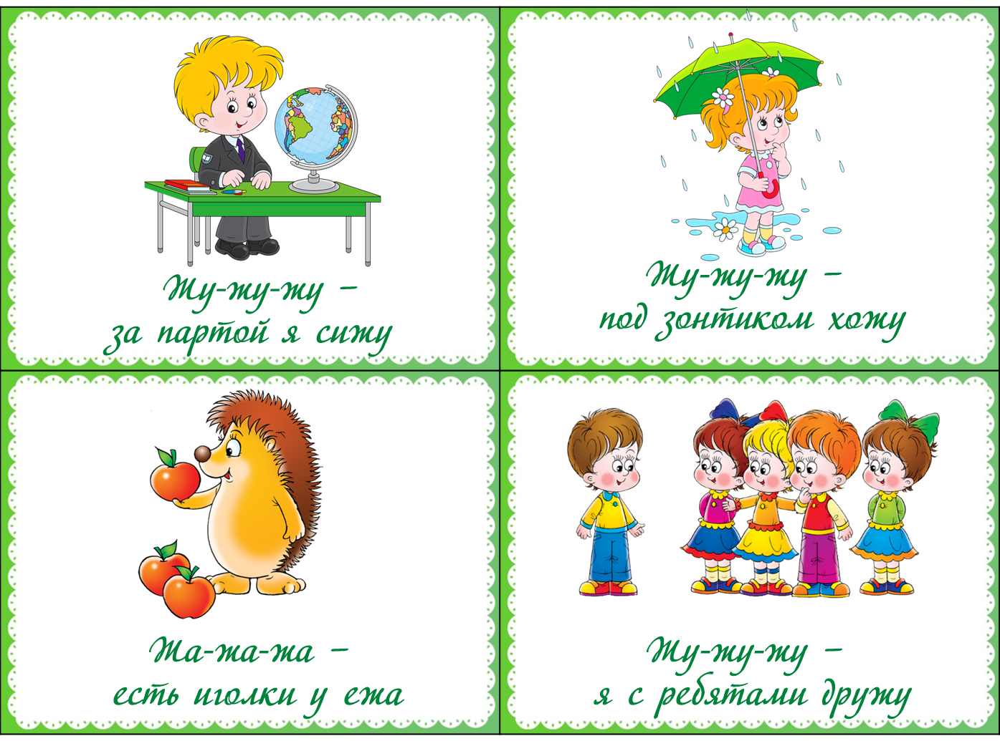 Жу-жу-жу –
за партой я сижу
Жу-жу-жу –
под зонтиком хожу
Жа-жа-жа –
есть иголки у ежа
Жу-жу-жу –
я с ребятами дружу